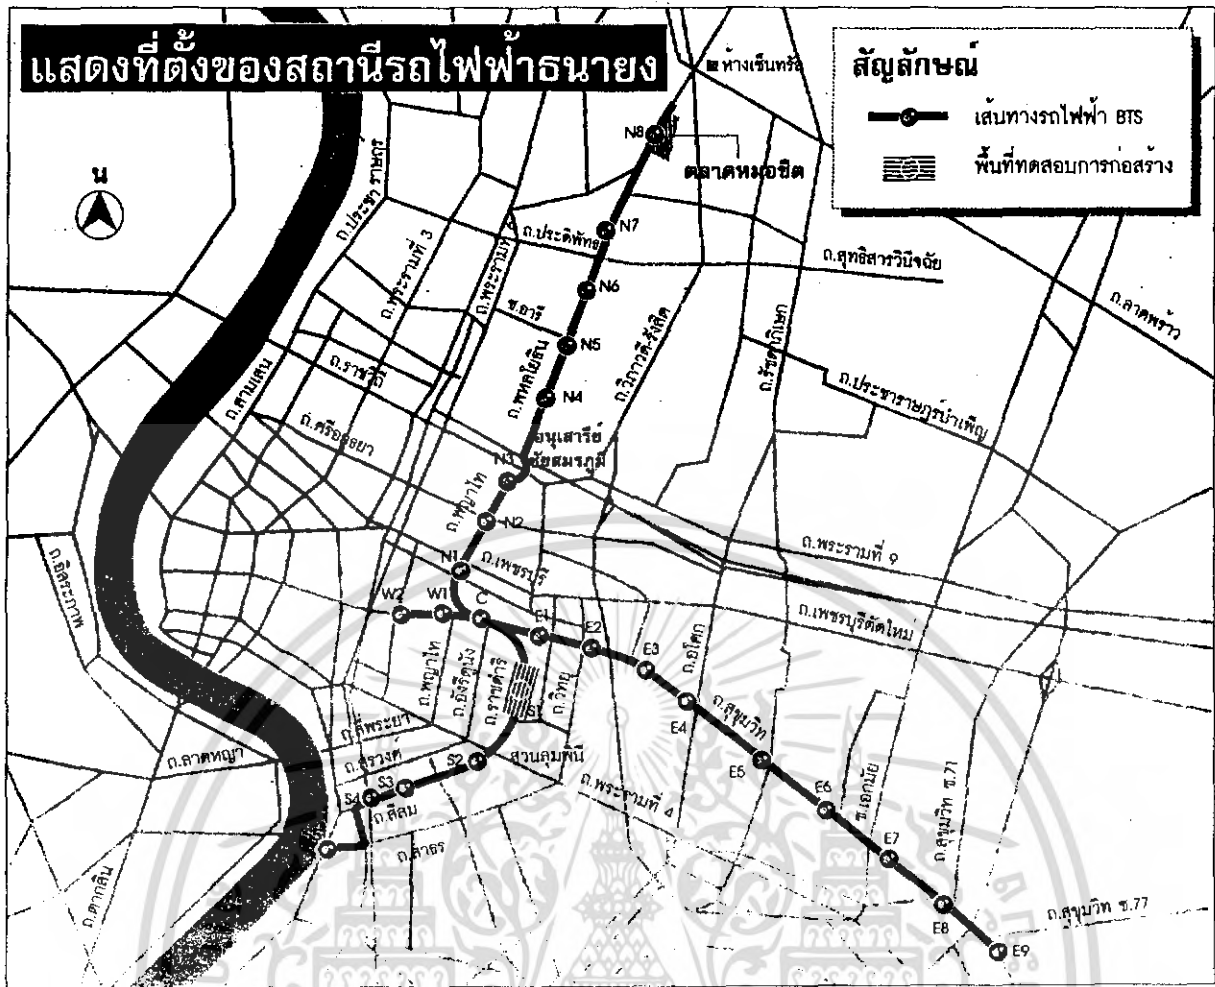 แสดงที่ตั้งของสถานีรถไฟฟ้าธนายง
สัญลักษณ์
เส้นทางรถไฟฟ้า BTS
พื้นที่ทดสอบการก่อสร้าง
น
ห้างเซ็นทรัล
N8
ตลาดหมอชิต
ถ.ประชา ราษฎร์
ถ.พระรามที่ 3
ถ.พระรามที่ 6
ถ.ประดิพัทธ์
N7
ถ.สุทธิสารวินิจฉัย
N6
ซ.อารี
ถ.ลาดพร้าว
N5
ถ.วิภาวดี-รังสิต
ถ.รัชดาภิเษก
ถ.ราชวิถี
ถ.พหลโยธิน
ถ.ประชาราษฎร์บำเพ็ญ
ถ.สามเสน
N4
ถ.ศรีอยุธยา
อนุเสารีย์
ชัยสมรภูมิ
N3
ถ.พญาไท
N2
ถ.พระรามที่ 9
N1
ถ.เพชรบุรี
ถ.อิสระภาพ
W2
W1
C
ถ.เพชรบุรีตัดใหม่
E1
E2
E3
ถ.อโศก
ถ.พญาไท
ถ.อังรีดูนัง
ถ.ราชดำริ
ถ.วิทยุ
S1
E4
ถ.สุขุมวิท
ถ.สี่พระยา
ถ.ลาดหญ้า
ถ.สุรวงศ์
S2
สวนลุมพินี
E5
S3
S4
ถ.สีลม
ถ.พระรามที่ 4
E6
ซ.เอกมัย
ถ.สุขุมวิท ซ.71
ถ.สาธร
E7
ถ.ตากสิน
E8
ถ.สุขุมวิท ซ.77
E9